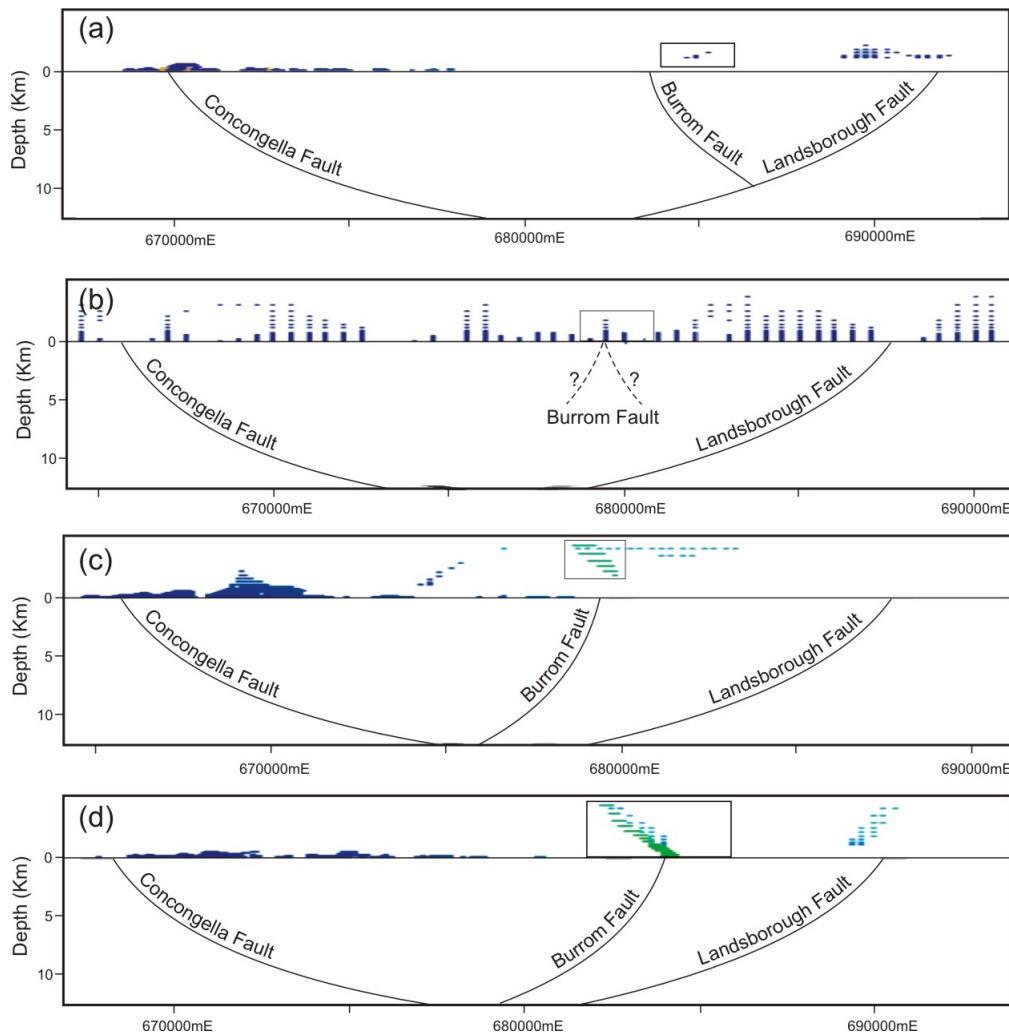 (a)
Depth (Km)
0
5
10
Concongella Fault
Burrom Fault
Landsborough Fault
670000mE
680000mE
690000mE
(b)
Depth (Km)
0
5
10
Concongella Fault
?
?
Burrom Fault
Landsborough Fault
670000mE
680000mE
690000mE
(c)
Depth (Km)
0
5
10
Concongella Fault
Burrom Fault
Landsborough Fault
670000mE
680000mE
690000mE
(d)
Depth (Km)
0
5
10
Concongella Fault
Burrom Fault
Landsborough Fault
670000mE
680000mE
690000mE